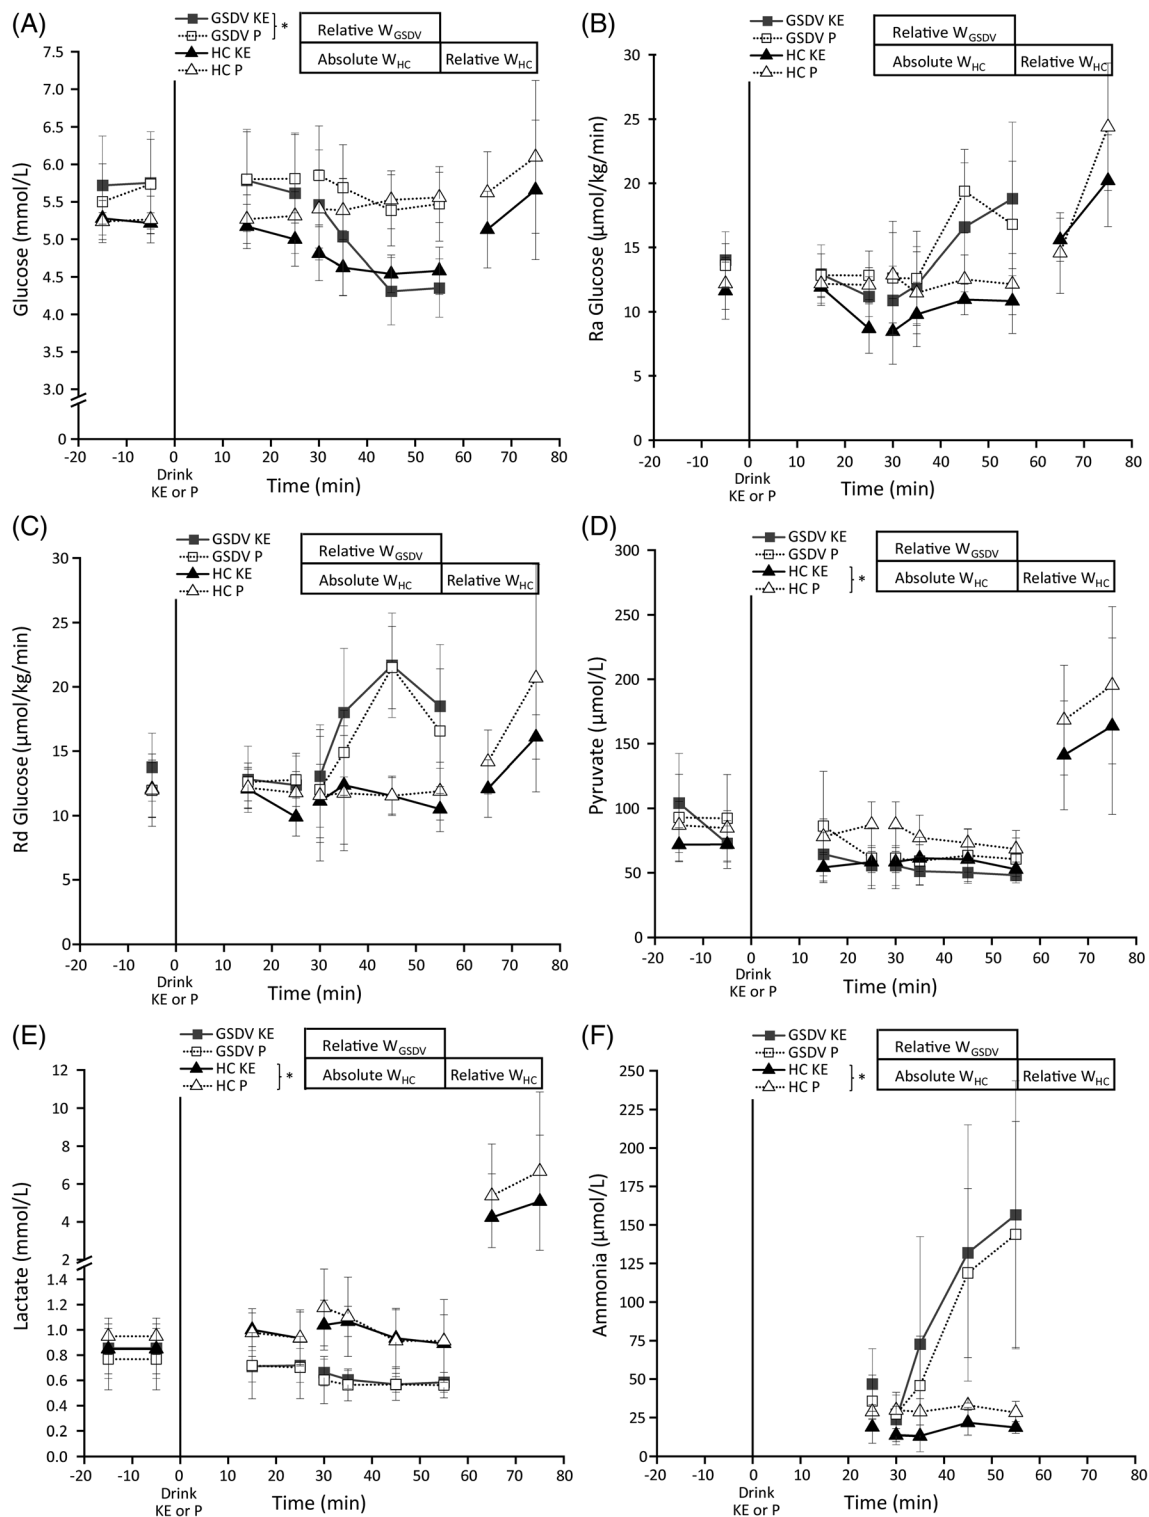 (A)
GSDV KE
GSDV P
HC KE
HC P
*
Relative W_GSDV
Absolute W_HC
Relative W_HC
Glucose (mmol/L)
7.5
7.0
6.5
6.0
5.5
5.0
4.5
4.0
3.5
3.0
0
-20 -10 0 10 20 30 40 50 60 70 80
Drink
KE or P
Time (min)
(B)
GSDV KE
GSDV P
HC KE
HC P
Relative W_GSDV
Absolute W_HC
Relative W_HC
Ra Glucose (µmol/kg/min)
30
25
20
15
10
5
0
-20 -10 0 10 20 30 40 50 60 70 80
Drink
KE or P
Time (min)
(C)
GSDV KE
GSDV P
HC KE
HC P
Relative W_GSDV
Absolute W_HC
Relative W_HC
Rd Glucose (µmol/kg/min)
30
25
20
15
10
5
0
-20 -10 0 10 20 30 40 50 60 70 80
Drink
KE or P
Time (min)
(D)
GSDV KE
GSDV P
HC KE
HC P
*
Relative W_GSDV
Absolute W_HC
Relative W_HC
Pyruvate (µmol/L)
300
250
200
150
100
50
0
-20 -10 0 10 20 30 40 50 60 70 80
Drink
KE or P
Time (min)
(E)
GSDV KE
GSDV P
HC KE
HC P
*
Relative W_GSDV
Absolute W_HC
Relative W_HC
Lactate (mmol/L)
12
10
8
6
4
2
1.4
1.2
1.0
0.8
0.6
0.4
0.2
0.0
-20 -10 0 10 20 30 40 50 60 70 80
Drink
KE or P
Time (min)
(F)
GSDV KE
GSDV P
HC KE
HC P
*
Relative W_GSDV
Absolute W_HC
Relative W_HC
Ammonia (µmol/L)
250
225
200
175
150
125
100
75
50
25
0
-20 -10 0 10 20 30 40 50 60 70 80
Drink
KE or P
Time (min)